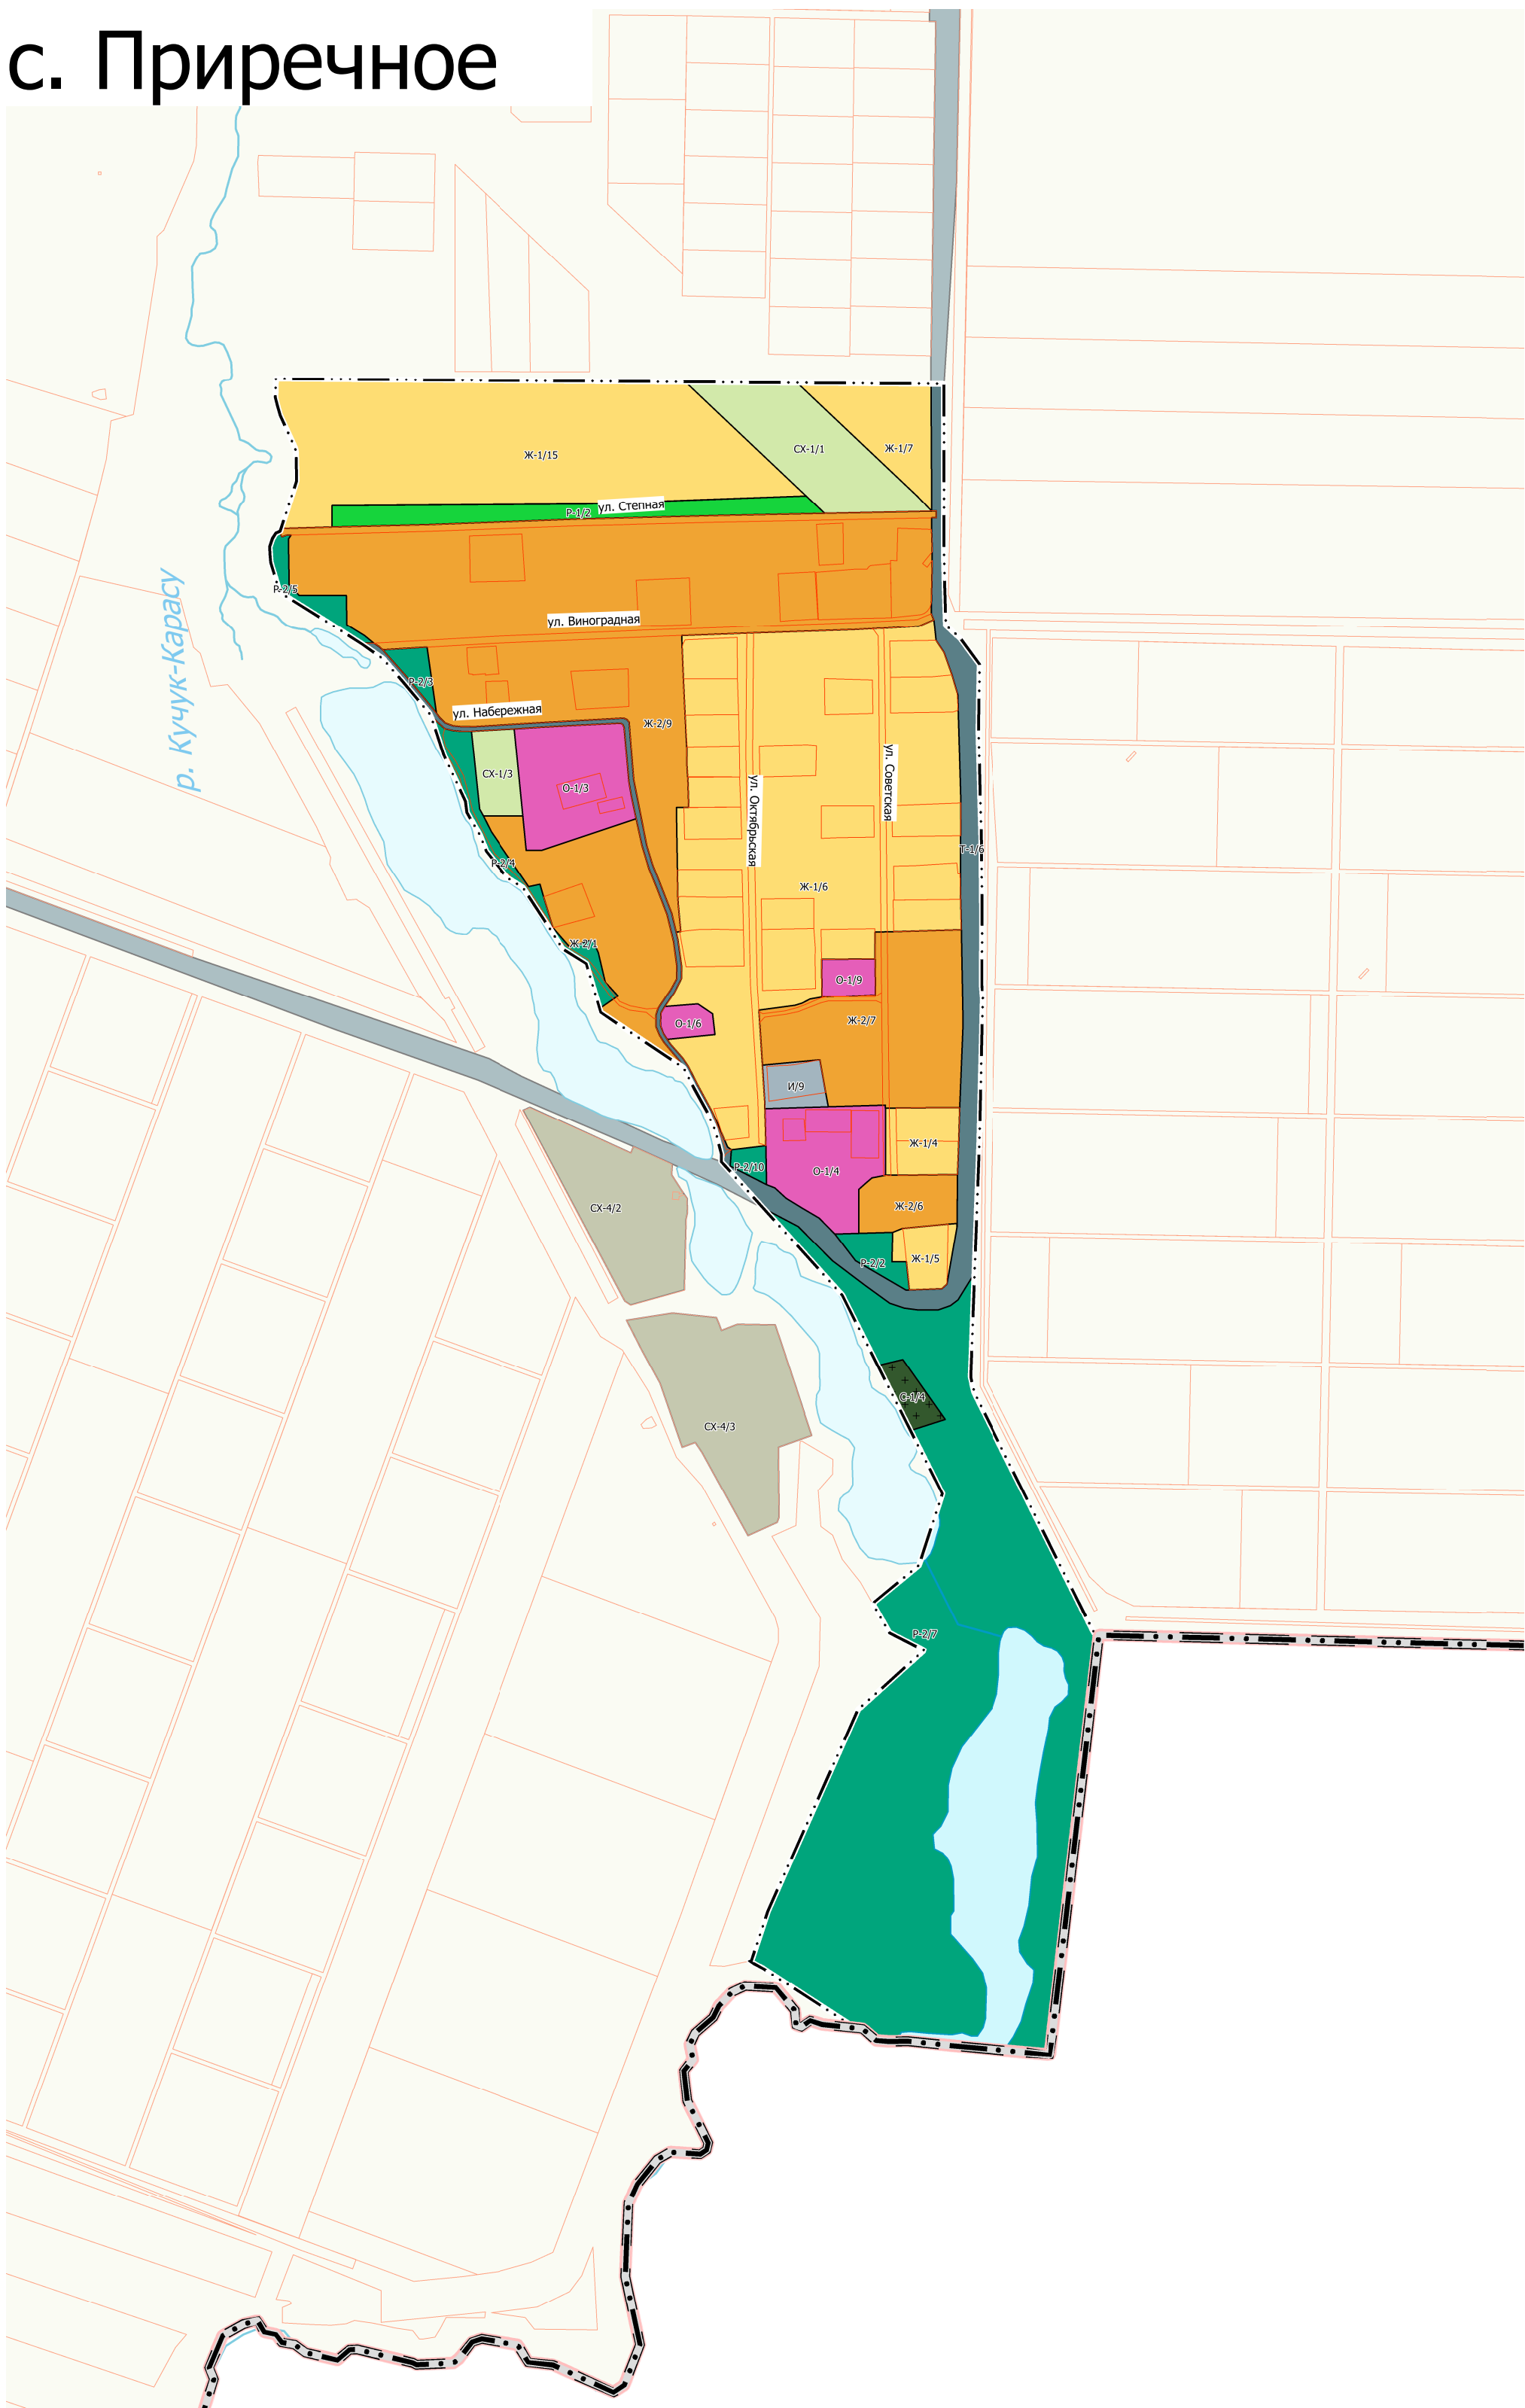 с. Приречное
Ж-1/15
СХ-1/1
Ж-1/7
ул. Степная
Р-1/2
Р-2/5
ул. Виноградная
р. Кучук-Карасу
Р-2/3
ул. Набережная
Ж-2/9
СХ-1/3
О-1/3
ул. Октябрьская
ул. Советская
Т-1/6
Р-2/4
Ж-1/6
Ж-2/1
О-1/9
О-1/6
Ж-2/7
И/9
Ж-1/4
Р-2/10
О-1/4
СХ-4/2
Ж-2/6
Р-2/2
Ж-1/5
С-1/4
СХ-4/3
Р-2/7